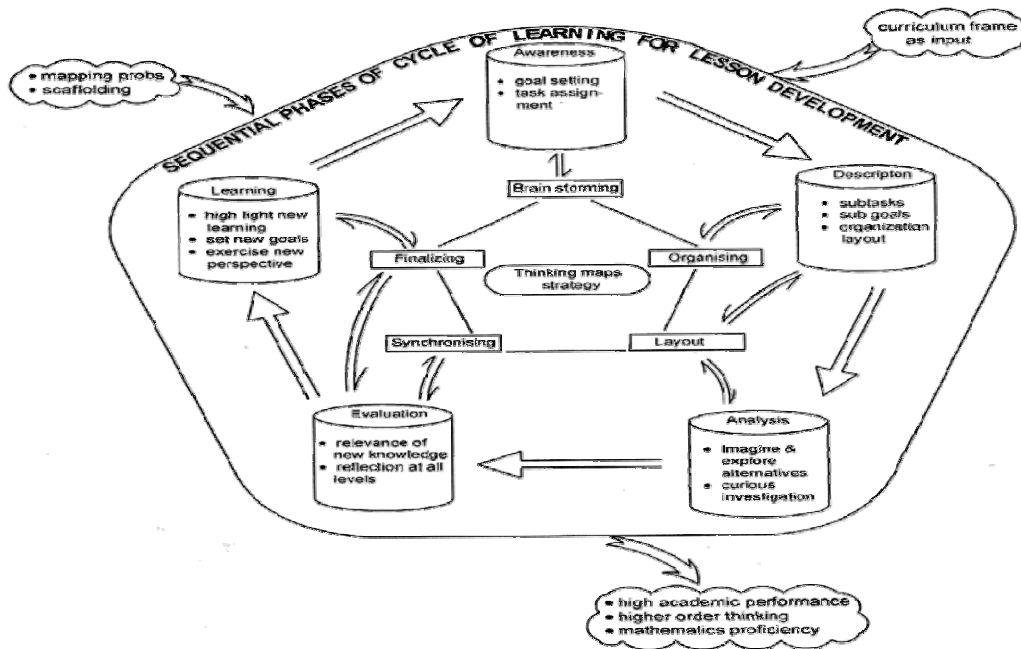 curriculum frame
as input
• mapping probs
• scaffolding
SEQUENTIAL PHASES OF CYCLE OF LEARNING FOR LESSON DEVELOPMENT
Awareness
• goal setting
• task assign-
ment
Brain storming
Learning
• high light new
learning
• set new goals
• exercise new
perspective
Descripton
• subtasks
• sub goals
• organization
layout
Finalizing
Organising
Thinking maps
strategy
Synchronising
Layout
Evaluation
• relevance of
new knowledge
• reflection at all
levels
Analysis
• Imagine &
explore
alternatives
• curious
investigation
• high academic performance
• higher order thinking
• mathematics proficiency